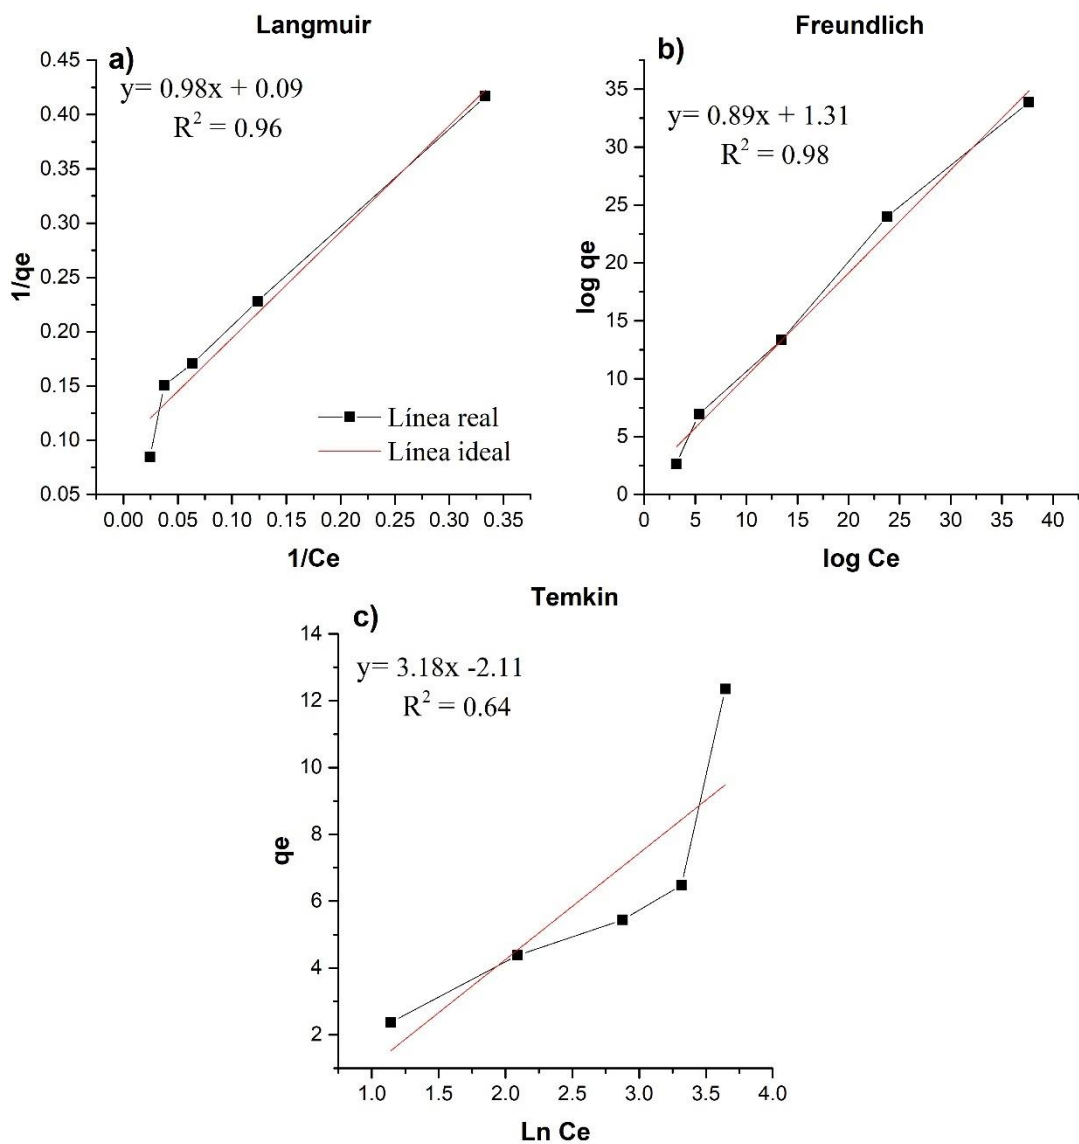 Langmuir
a)
y= 0.98x + 0.09
R² = 0.96
0.45
0.40
0.35
0.30
0.25
0.20
0.15
0.10
0.05
1/qe
Línea real
Línea ideal
0.00 0.05 0.10 0.15 0.20 0.25 0.30 0.35
1/Ce
Freundlich
b)
y= 0.89x + 1.31
R² = 0.98
35
30
25
20
15
10
5
0
log qe
0 5 10 15 20 25 30 35 40
log Ce
Temkin
c)
y= 3.18x -2.11
R² = 0.64
14
12
10
8
6
4
2
qe
1.0 1.5 2.0 2.5 3.0 3.5 4.0
Ln Ce